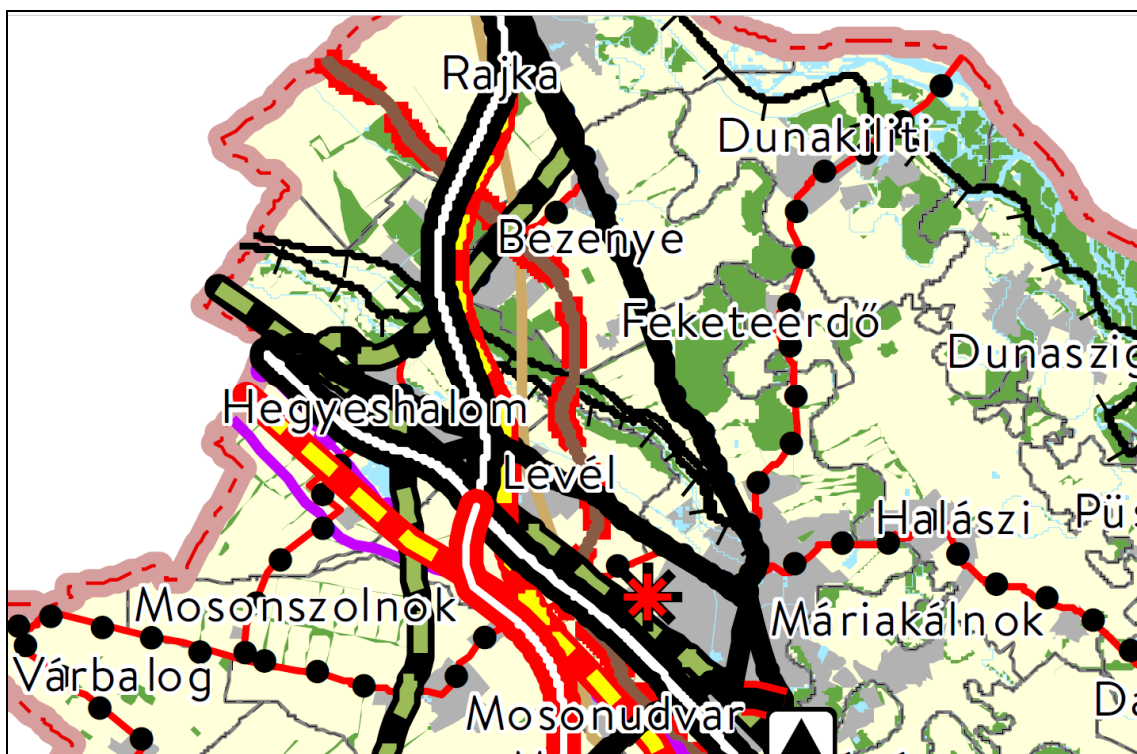 Rajka
Dunakiliti
Bezenye
Feketeerdő
Dunaszig
Hegyeshalom
Levél
Halászi
Püs
Mosonszolnok
Máriakálnok
Várbalog
Mosonudvar